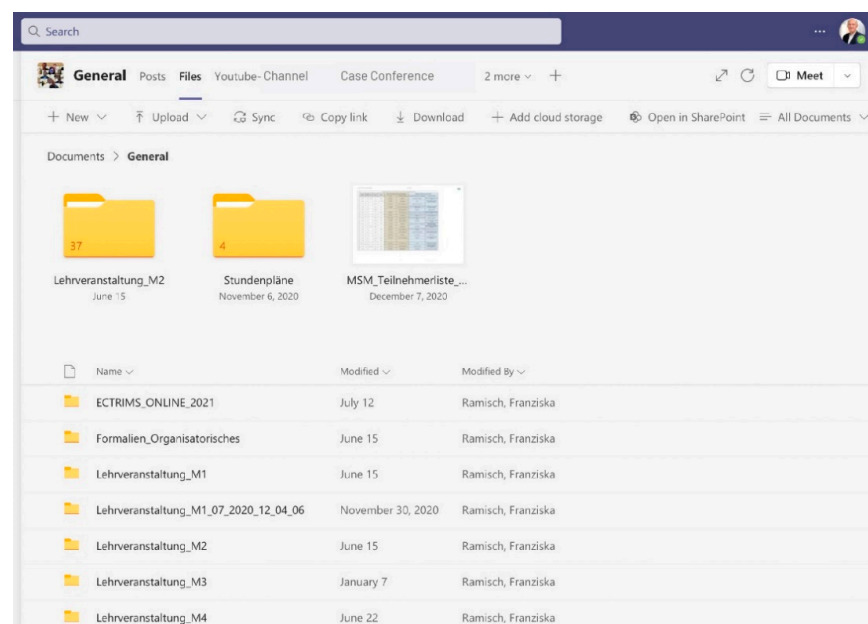 Search
General Posts Files Youtube-Channel Case Conference 2 more Meet
New Upload Sync Copy link Download Add cloud storage Open in SharePoint All Documents
Documents > General
37 4
Lehrveranstaltung_M2 Stundenpläne MSM_Teilnehmerliste_...
June 15 November 6, 2020 December 7, 2020
Name Modified Modified By
ECTRIMS_ONLINE_2021 July 12 Ramisch, Franziska
Formalien_Organisatorisches June 15 Ramisch, Franziska
Lehrveranstaltung_M1 June 15 Ramisch, Franziska
Lehrveranstaltung_M1_07_2020_12_04_06 November 30, 2020 Ramisch, Franziska
Lehrveranstaltung_M2 June 15 Ramisch, Franziska
Lehrveranstaltung_M3 January 7 Ramisch, Franziska
Lehrveranstaltung_M4 June 22 Ramisch, Franziska